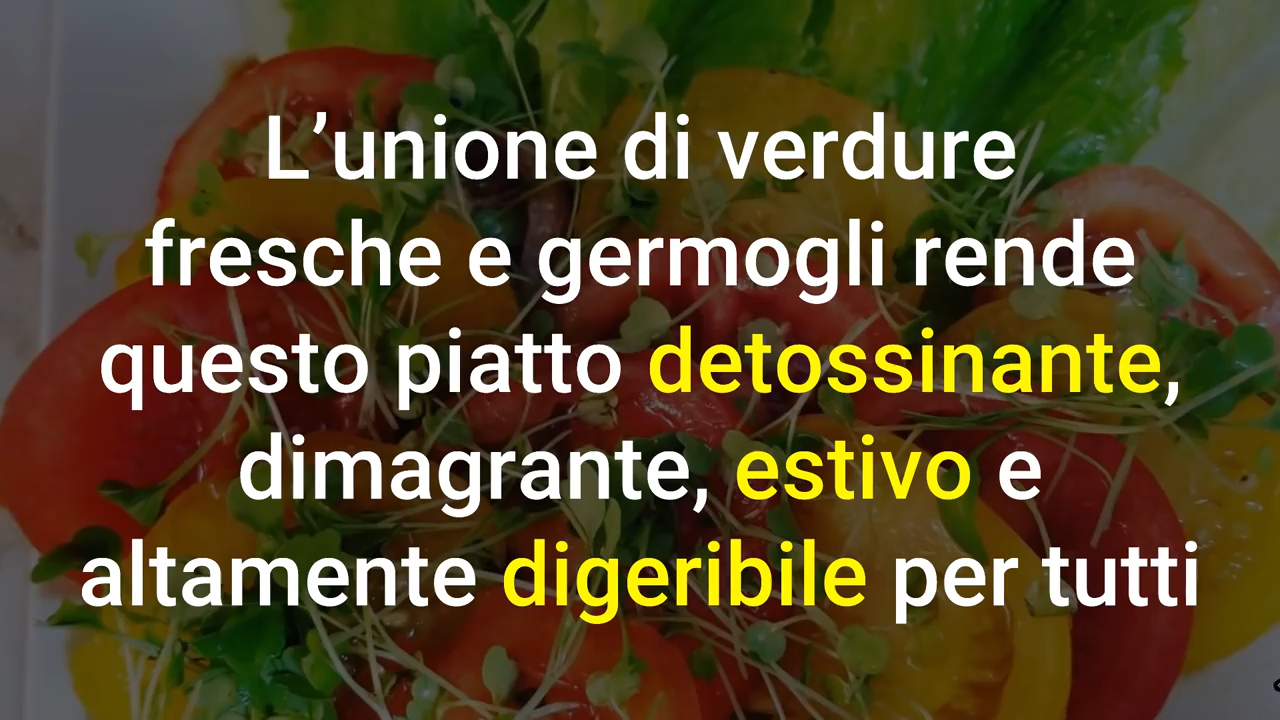 L’unione di verdure
fresche e germogli rende
questo piatto detossinante,
dimagrante, estivo e
altamente digeribile per tutti